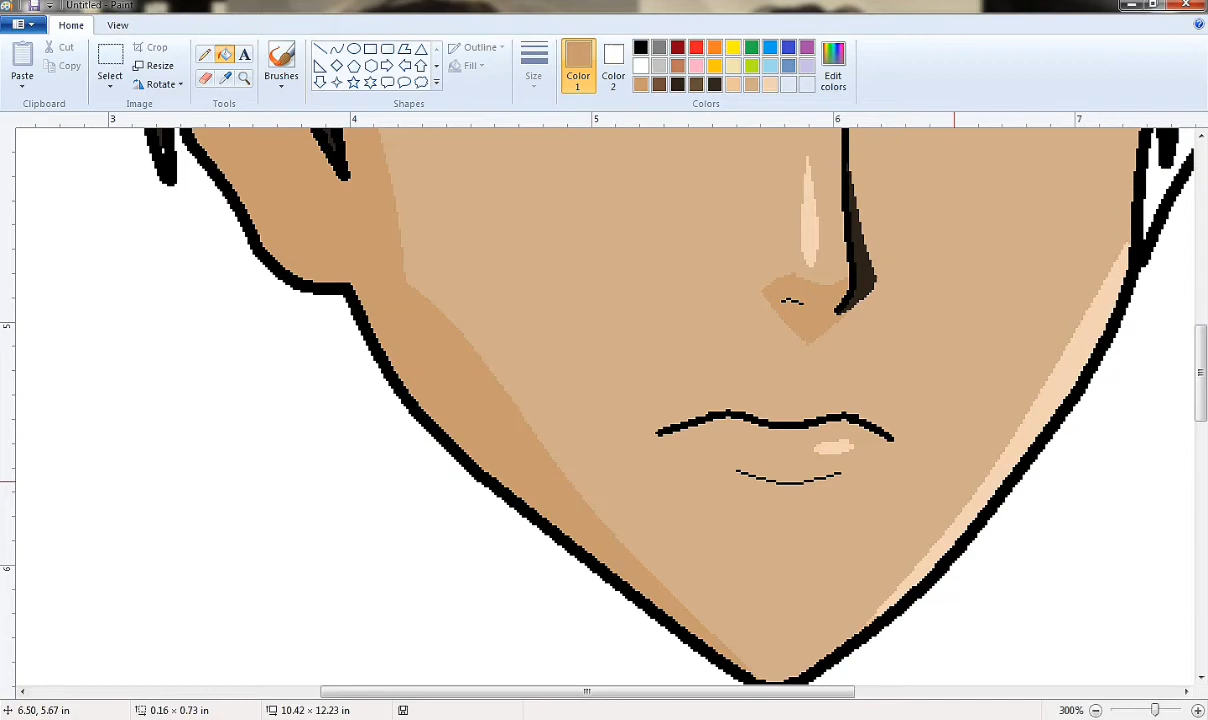 Untitled - Paint
Home View
Paste
Cut
Copy
Clipboard
Select
Crop
Resize
Rotate
Image
A
Tools
Brushes
Outline
Fill
Shapes
Size
Color 1
Color 2
Edit colors
Colors
3 4 5 6 7
5
6
6.50, 5.67 in 0.16 × 0.73 in 10.42 × 12.23 in 300%